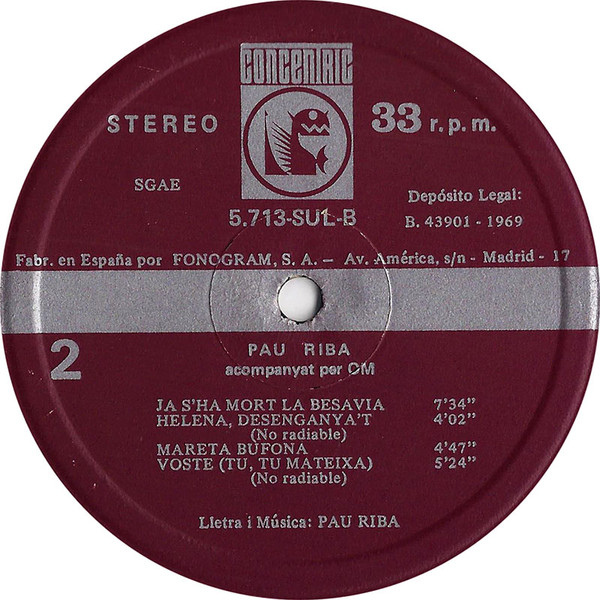 CONCENTRIC
STEREO
33 r.p.m.
SGAE
5.713-SUL-B
Depósito Legal:
B. 43901 - 1969
Fabr. en España por FONOGRAM, S. A. — Av. América, s/n - Madrid - 17
2
PAU RIBA
acompanyat per OM
JA S'HA MORT LA BESAVIA 7'34"
HELENA, DESENGANYA'T 4'02"
(No radiable)
MARETA BUFONA 4'47"
VOSTE (TU, TU MATEIXA) 5'24"
(No radiable)
Lletra i Música: PAU RIBA